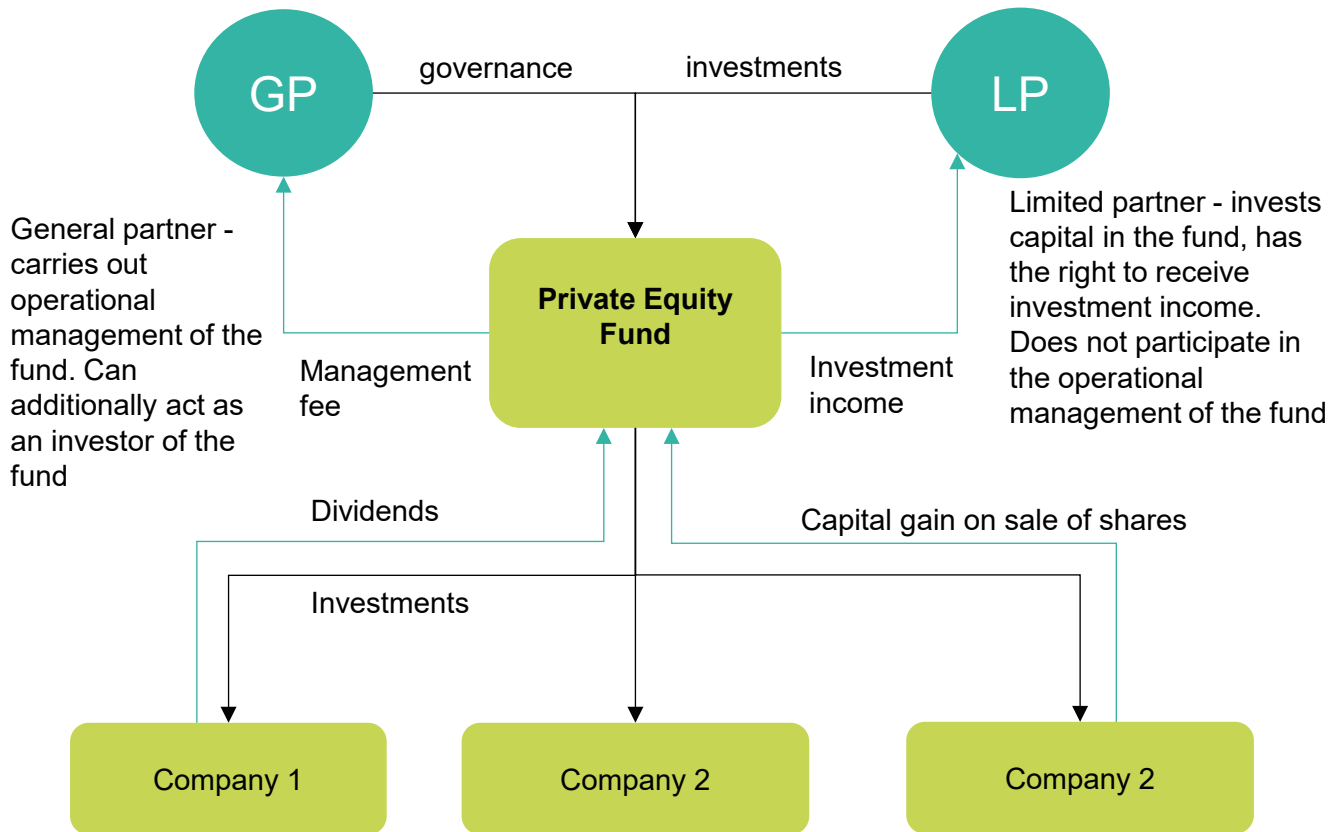 governance
investments
GP
LP
General partner -
carries out
operational
management of the
fund. Can
additionally act as
an investor of the
fund
Limited partner - invests
capital in the fund, has
the right to receive
investment income.
Does not participate in
the operational
management of the fund
Private Equity
Fund
Management
fee
Investment
income
Dividends
Capital gain on sale of shares
Investments
Company 1
Company 2
Company 2